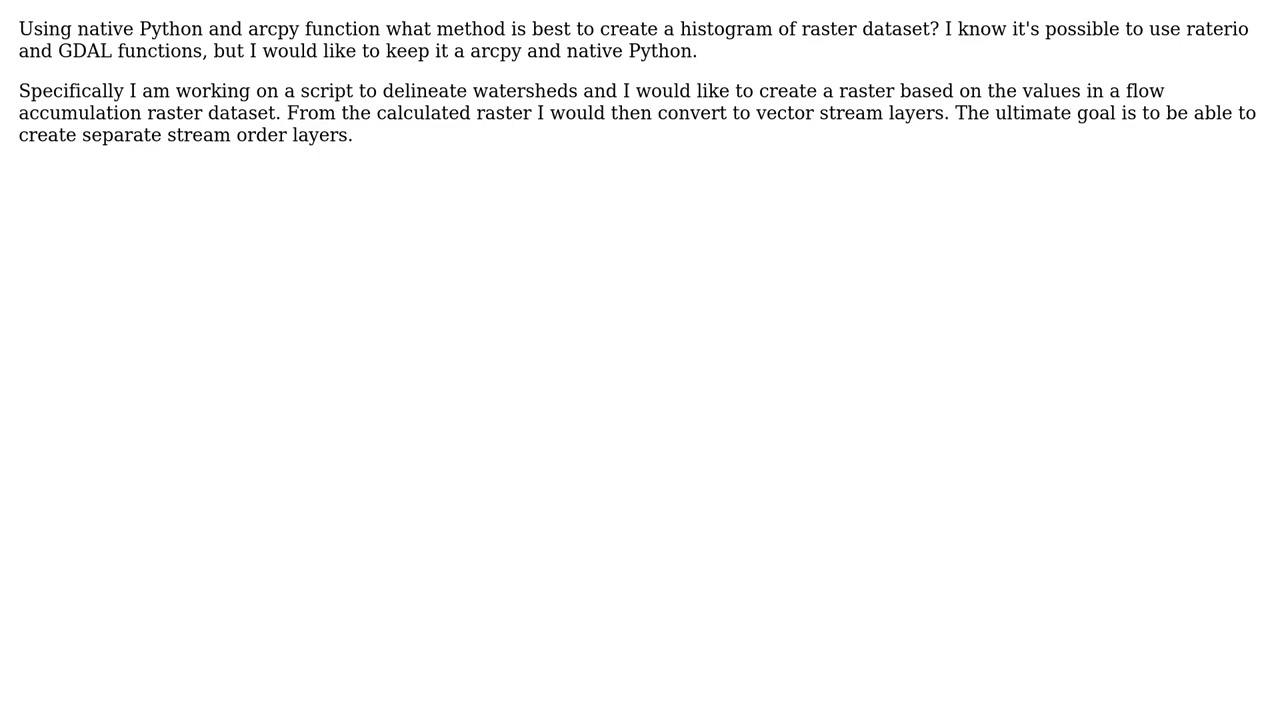 Using native Python and arcpy function what method is best to create a histogram of raster dataset? I know it's possible to use raterio
and GDAL functions, but I would like to keep it a arcpy and native Python.
Specifically I am working on a script to delineate watersheds and I would like to create a raster based on the values in a flow
accumulation raster dataset. From the calculated raster I would then convert to vector stream layers. The ultimate goal is to be able to
create separate stream order layers.